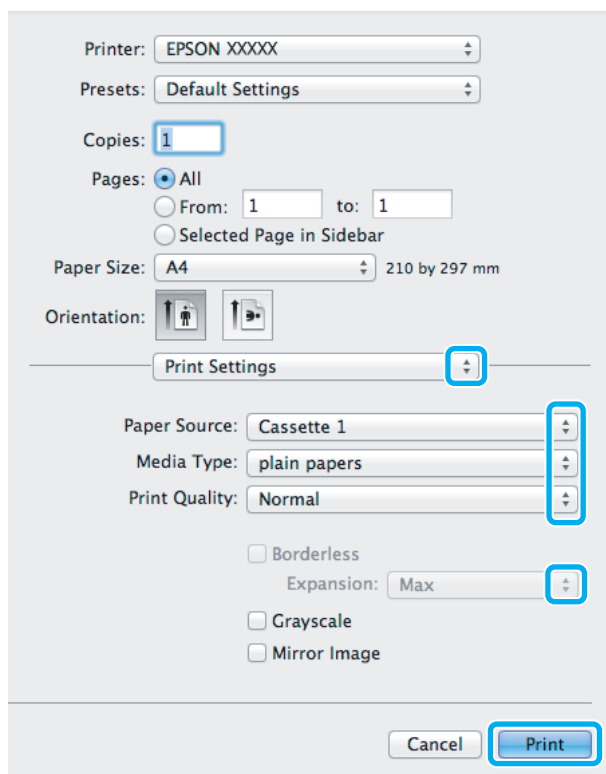 Printer: EPSON XXXXX
Presets: Default Settings
Copies: 1
Pages: All
From: 1 to: 1
Selected Page in Sidebar
Paper Size: A4 210 by 297 mm
Orientation:
Print Settings
Paper Source: Cassette 1
Media Type: plain papers
Print Quality: Normal
Borderless
Expansion: Max
Grayscale
Mirror Image
Cancel Print